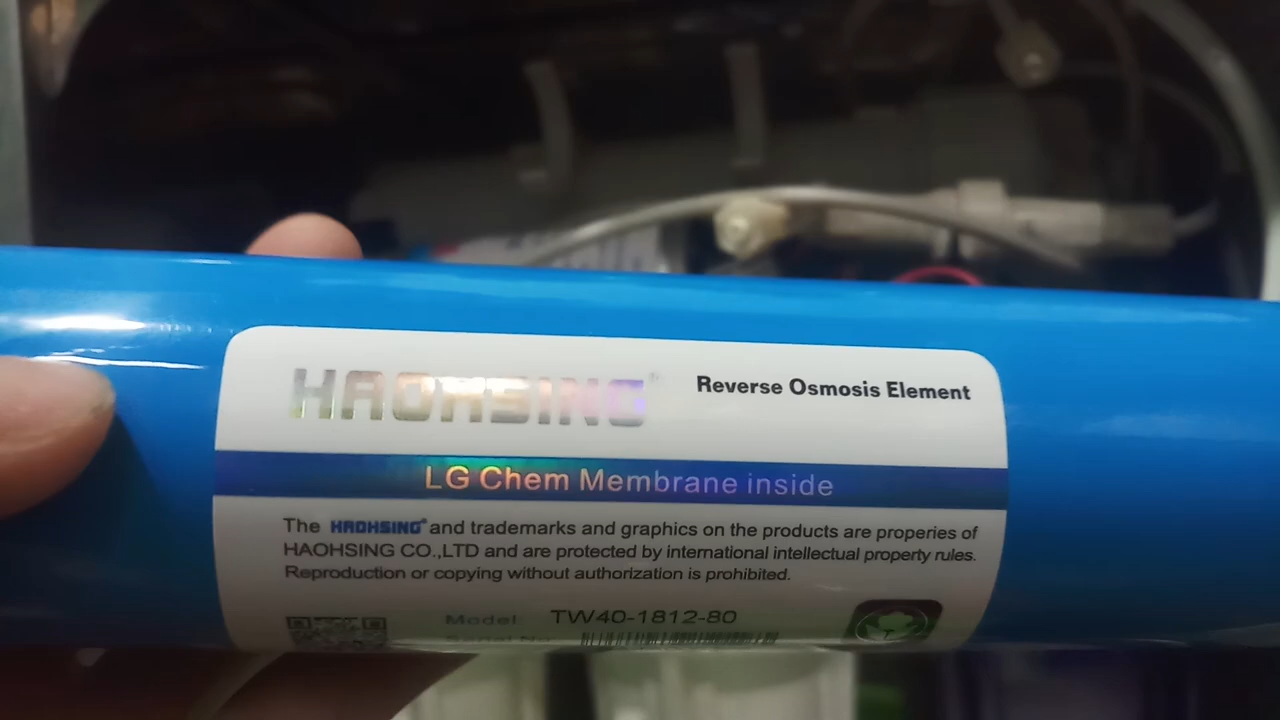 HAOHSING
Reverse Osmosis Element
LG Chem Membrane inside
The HAOHSING® and trademarks and graphics on the products are properies of
HAOHSING CO.,LTD and are protected by international intellectual property rules.
Reproduction or copying without authorization is prohibited.
Model: TW40-1812-80
Serial No